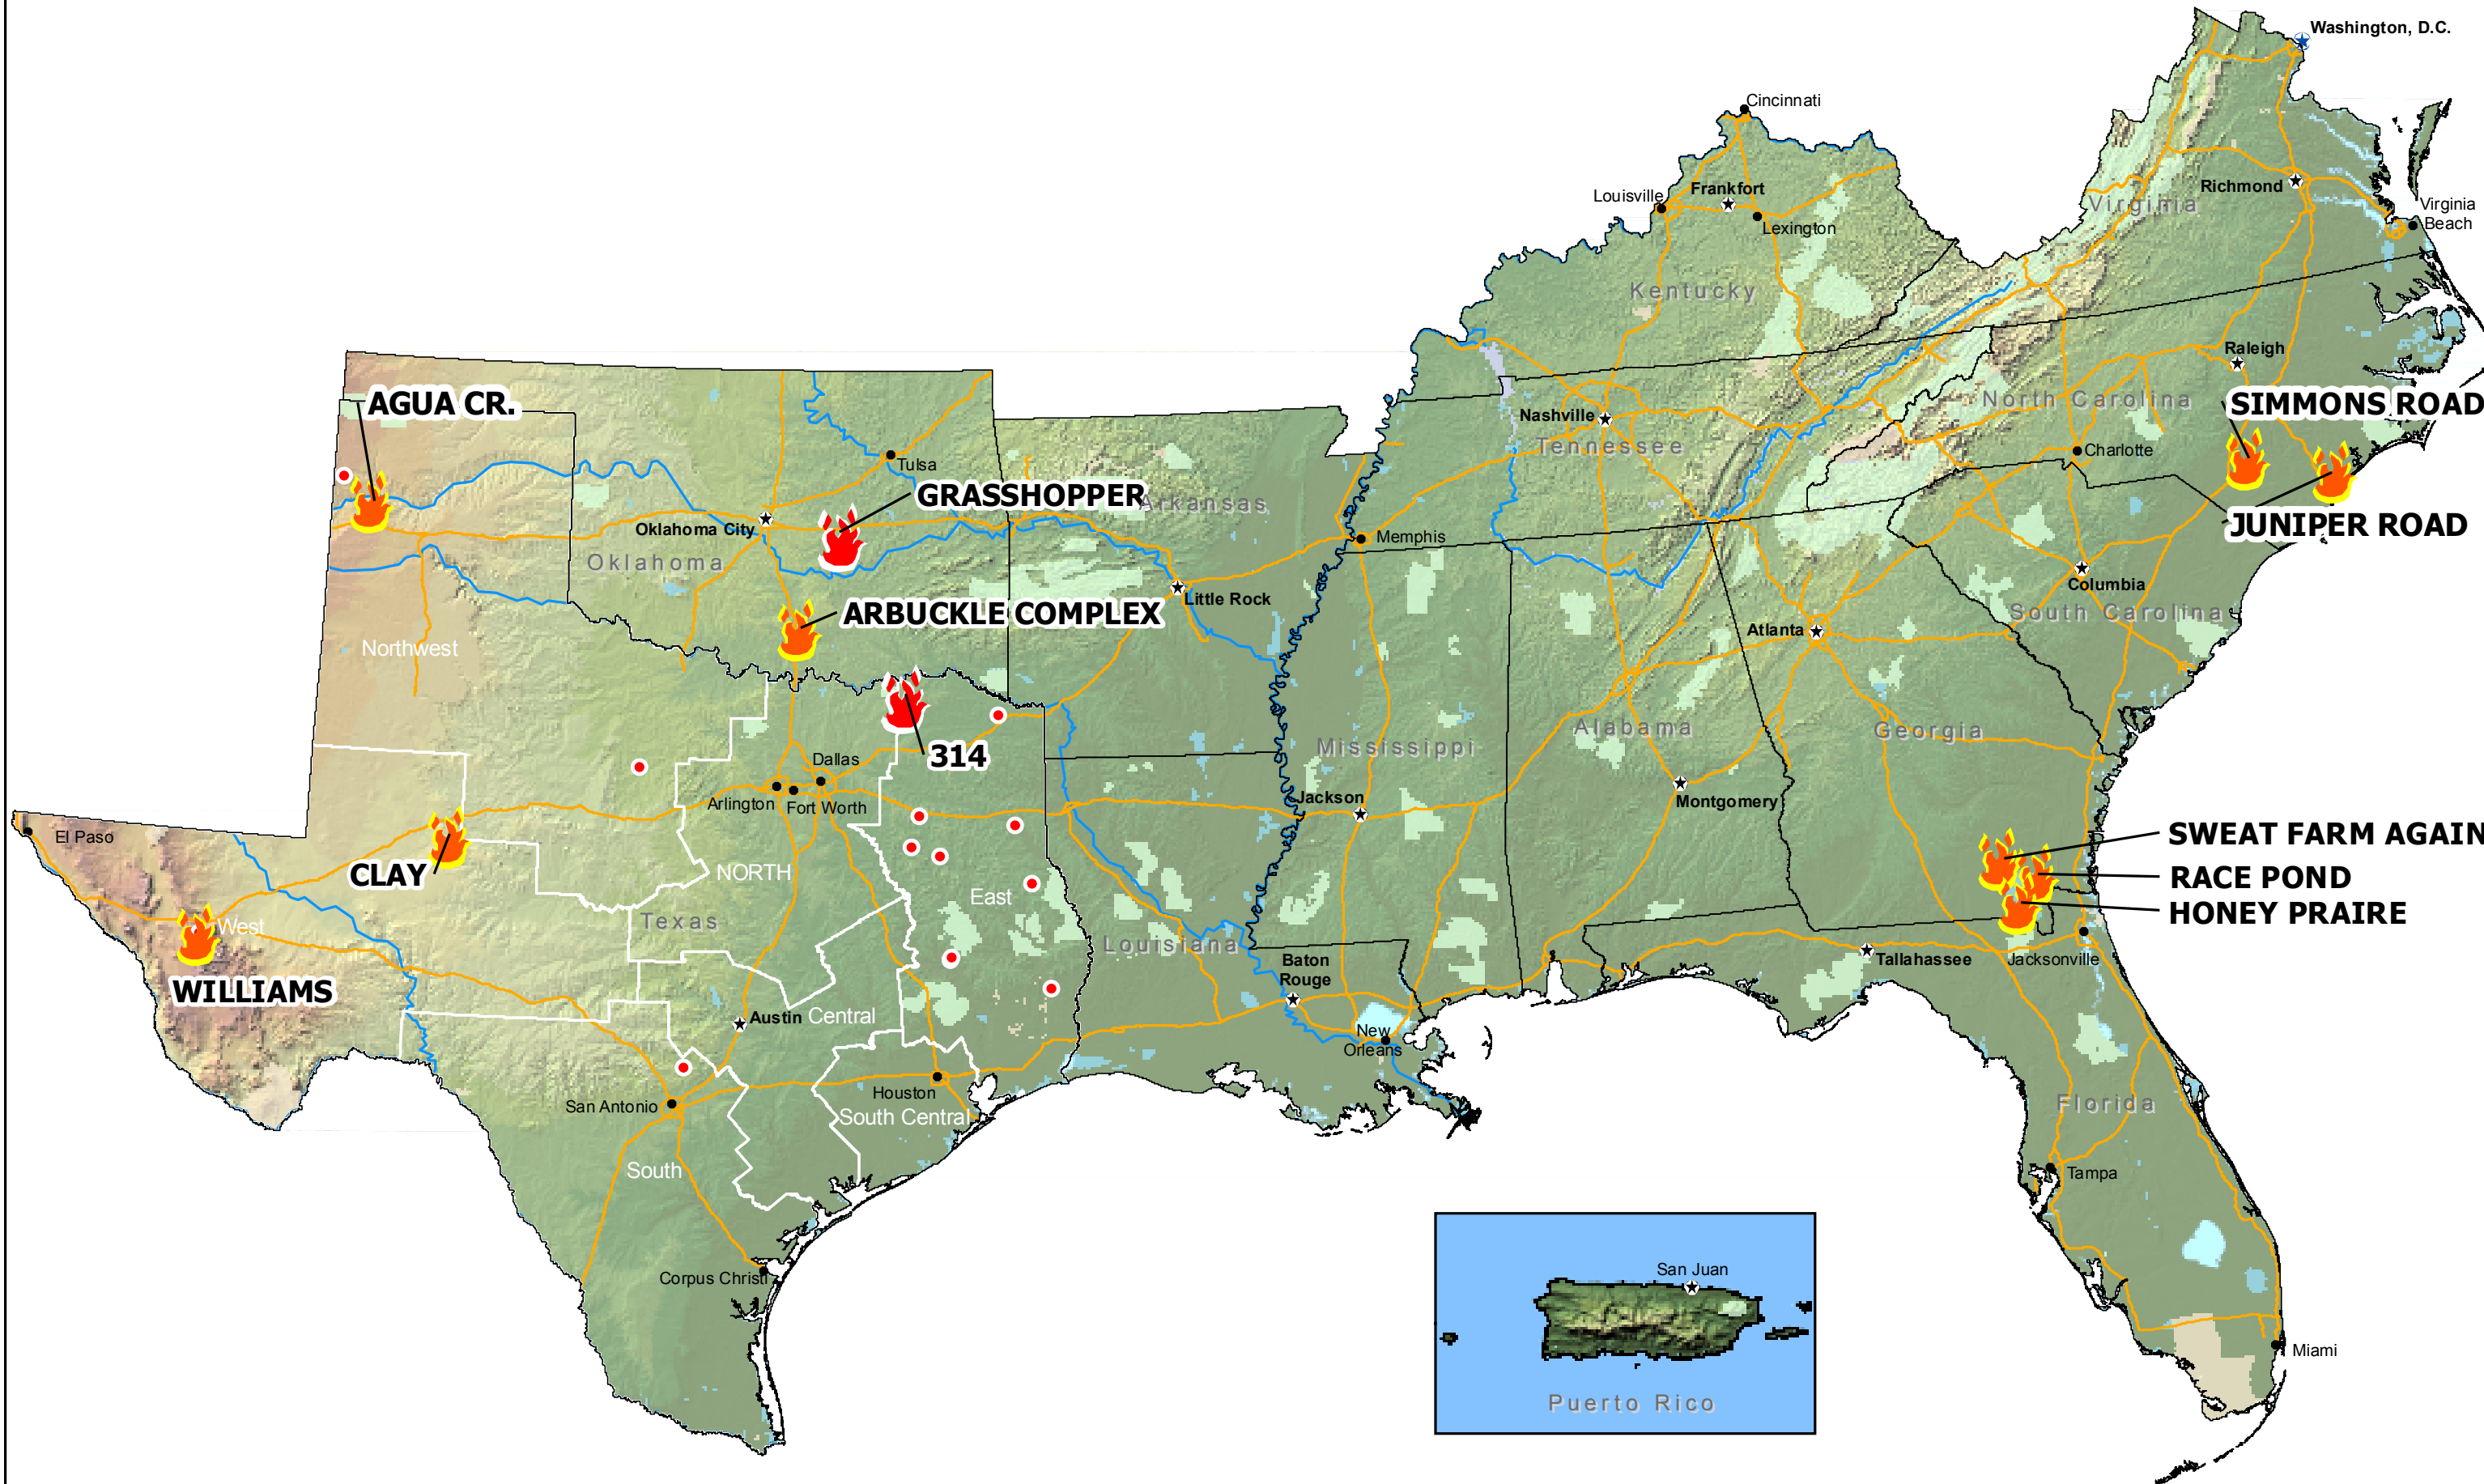 Washington, D.C.
Cincinnati
Louisville
Frankfort
Lexington
Richmond
Virginia
Virginia
Beach
Kentucky
Raleigh
AGUA CR.
North Carolina
SIMMONS ROAD
Nashville
Tennessee
Charlotte
Tulsa
GRASSHOPPER
Arkansas
Oklahoma City
JUNIPER ROAD
Memphis
Oklahoma
Columbia
Little Rock
ARBUCKLE COMPLEX
South Carolina
Atlanta
Northwest
314
Alabama
Georgia
Mississippi
Dallas
Arlington
Fort Worth
Jackson
Montgomery
El Paso
SWEAT FARM AGAIN
CLAY
NORTH
RACE POND
East
HONEY PRAIRE
West
Texas
Louisiana
Baton
Rouge
Tallahassee
Jacksonville
WILLIAMS
Austin
Central
New
Orleans
Houston
San Antonio
South Central
Florida
South
Tampa
San Juan
Corpus Christi
Miami
Puerto Rico